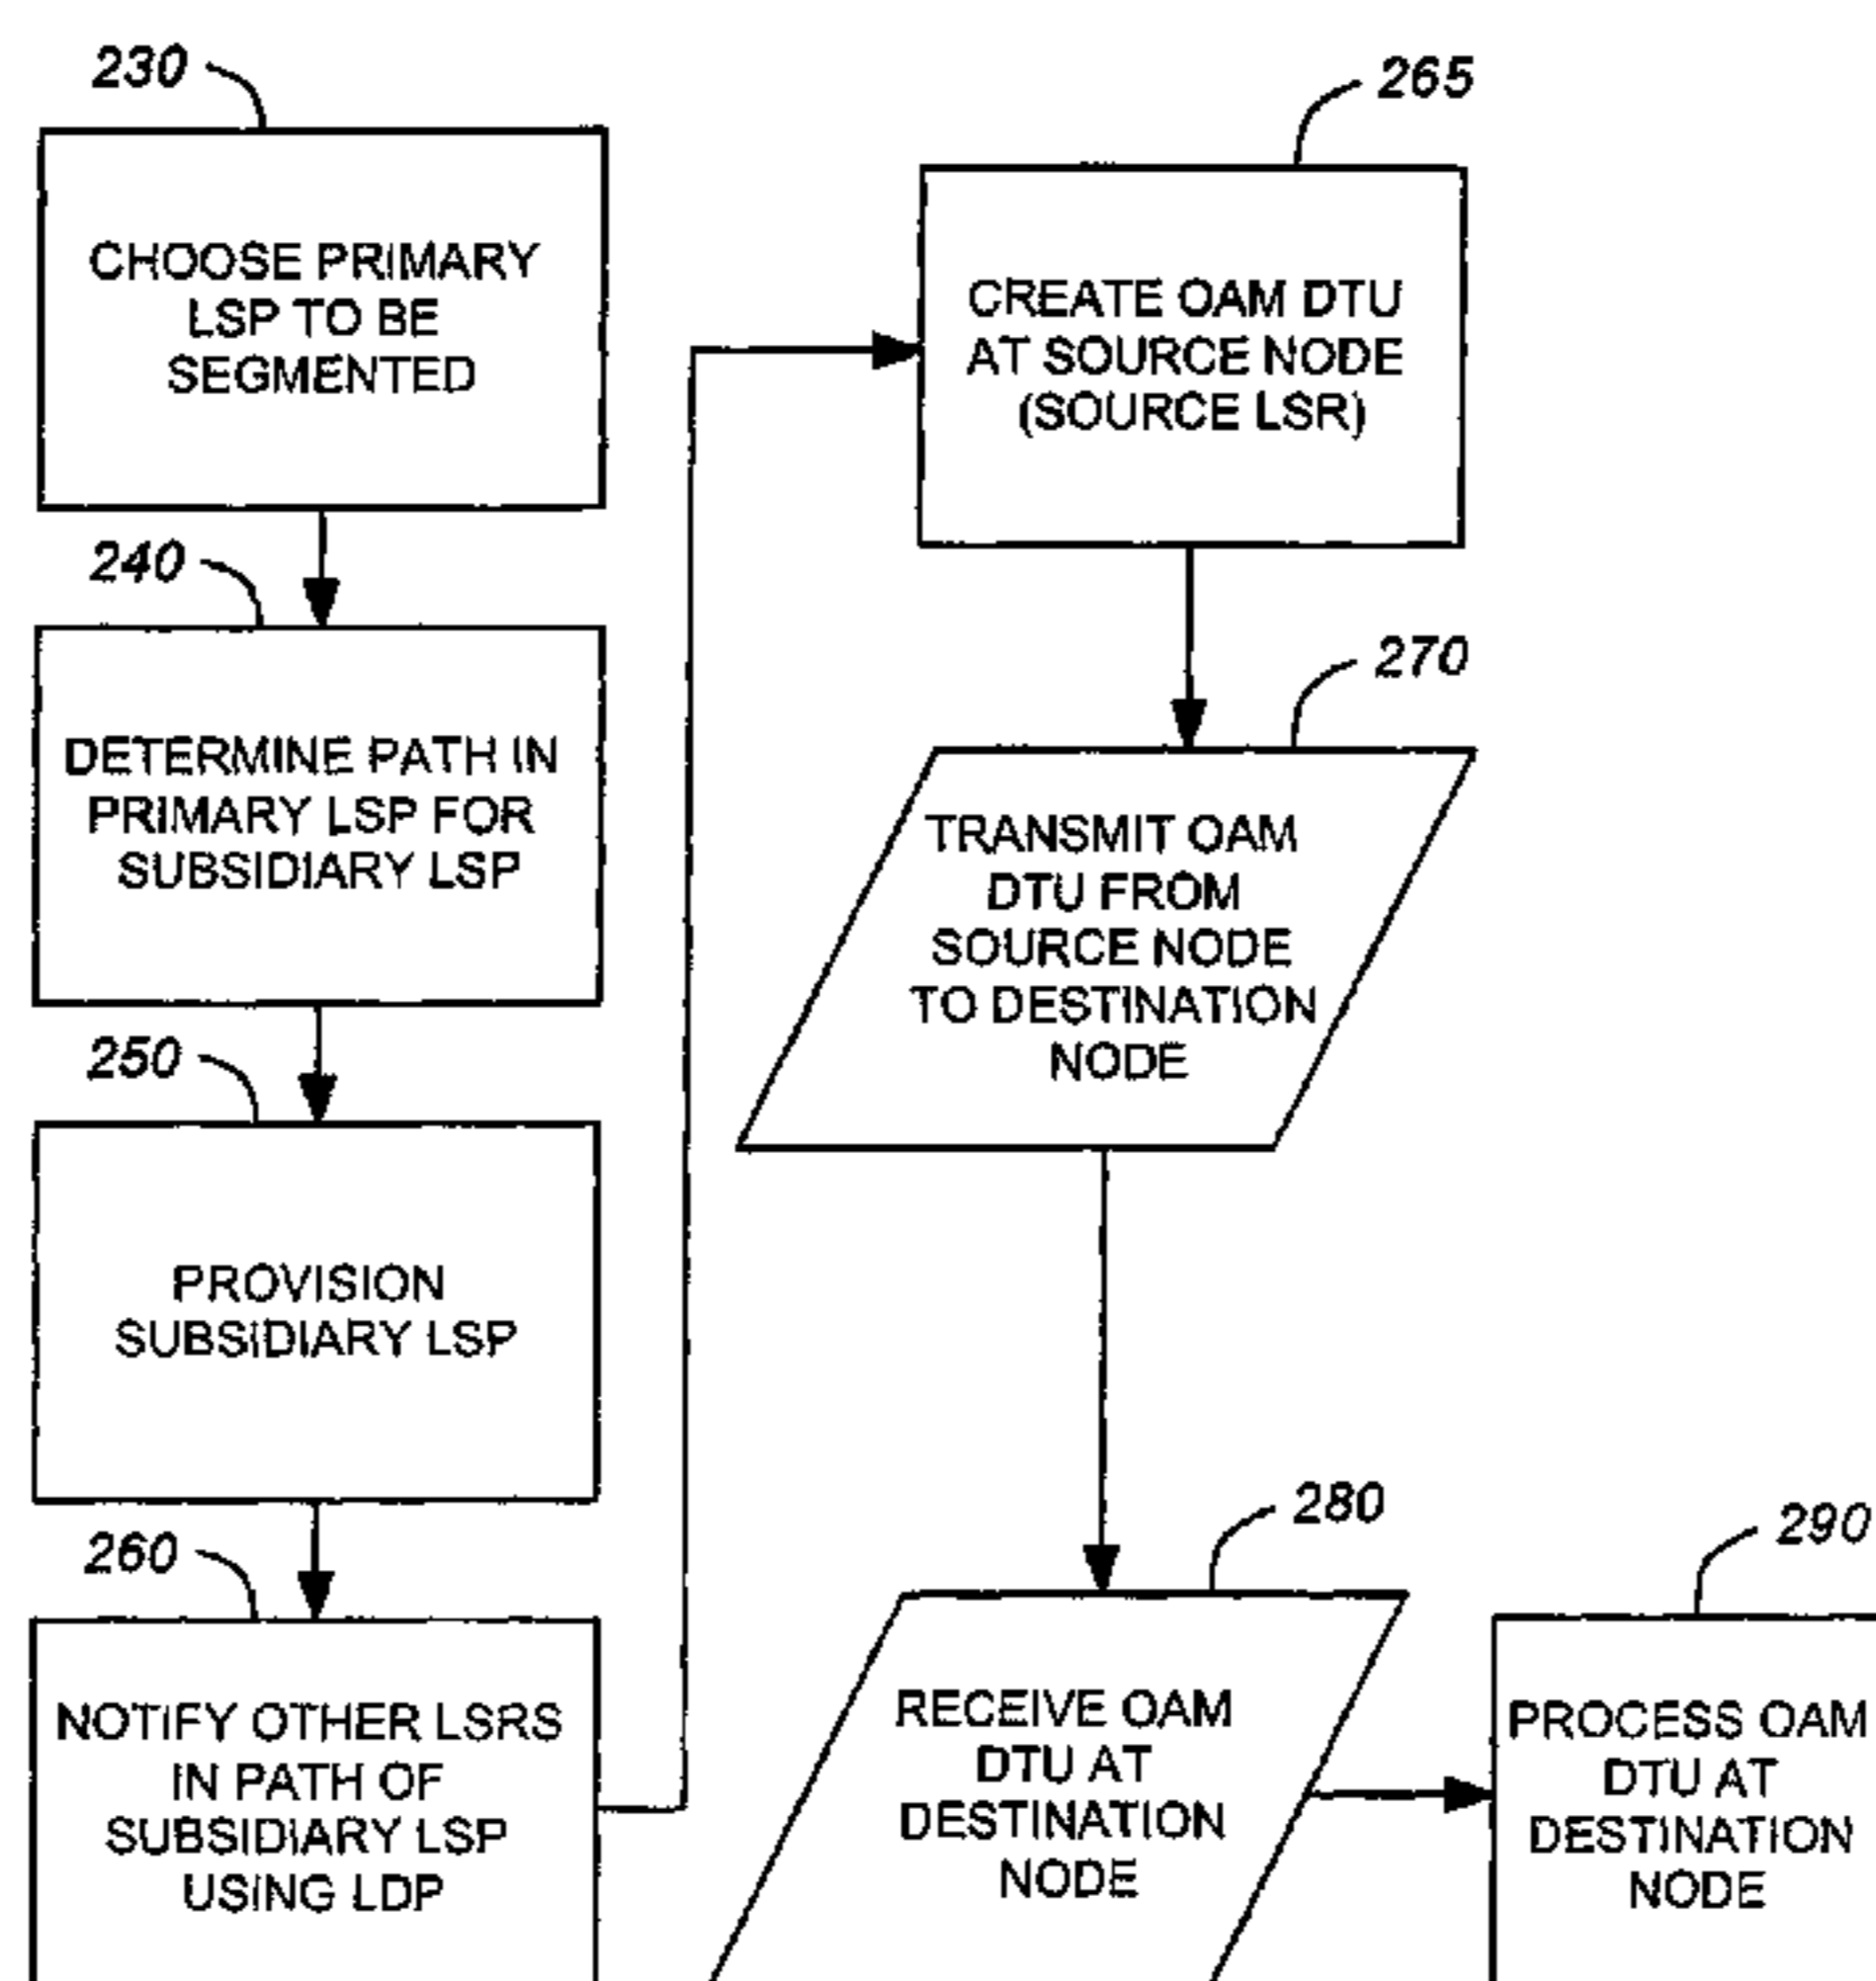 230
CHOOSE PRIMARY
LSP TO BE
SEGMENTED
240
DETERMINE PATH IN
PRIMARY LSP FOR
SUBSIDIARY LSP
250
PROVISION
SUBSIDIARY LSP
260
NOTIFY OTHER LSRS
IN PATH OF
SUBSIDIARY LSP
USING LDP
265
CREATE OAM DTU
AT SOURCE NODE
(SOURCE LSR)
270
TRANSMIT OAM
DTU FROM
SOURCE NODE
TO DESTINATION
NODE
280
RECEIVE OAM
DTU AT
DESTINATION
NODE
290
PROCESS OAM
DTU AT
DESTINATION
NODE